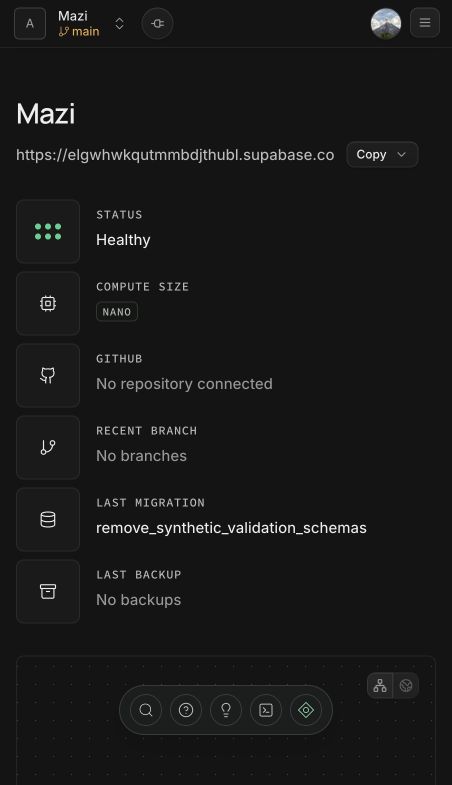 A
Mazi
main
Mazi
https://elgwhwkqutmmbdjthubl.supabase.co
Copy
STATUS
Healthy
COMPUTE SIZE
NANO
GITHUB
No repository connected
RECENT BRANCH
No branches
LAST MIGRATION
remove_synthetic_validation_schemas
LAST BACKUP
No backups